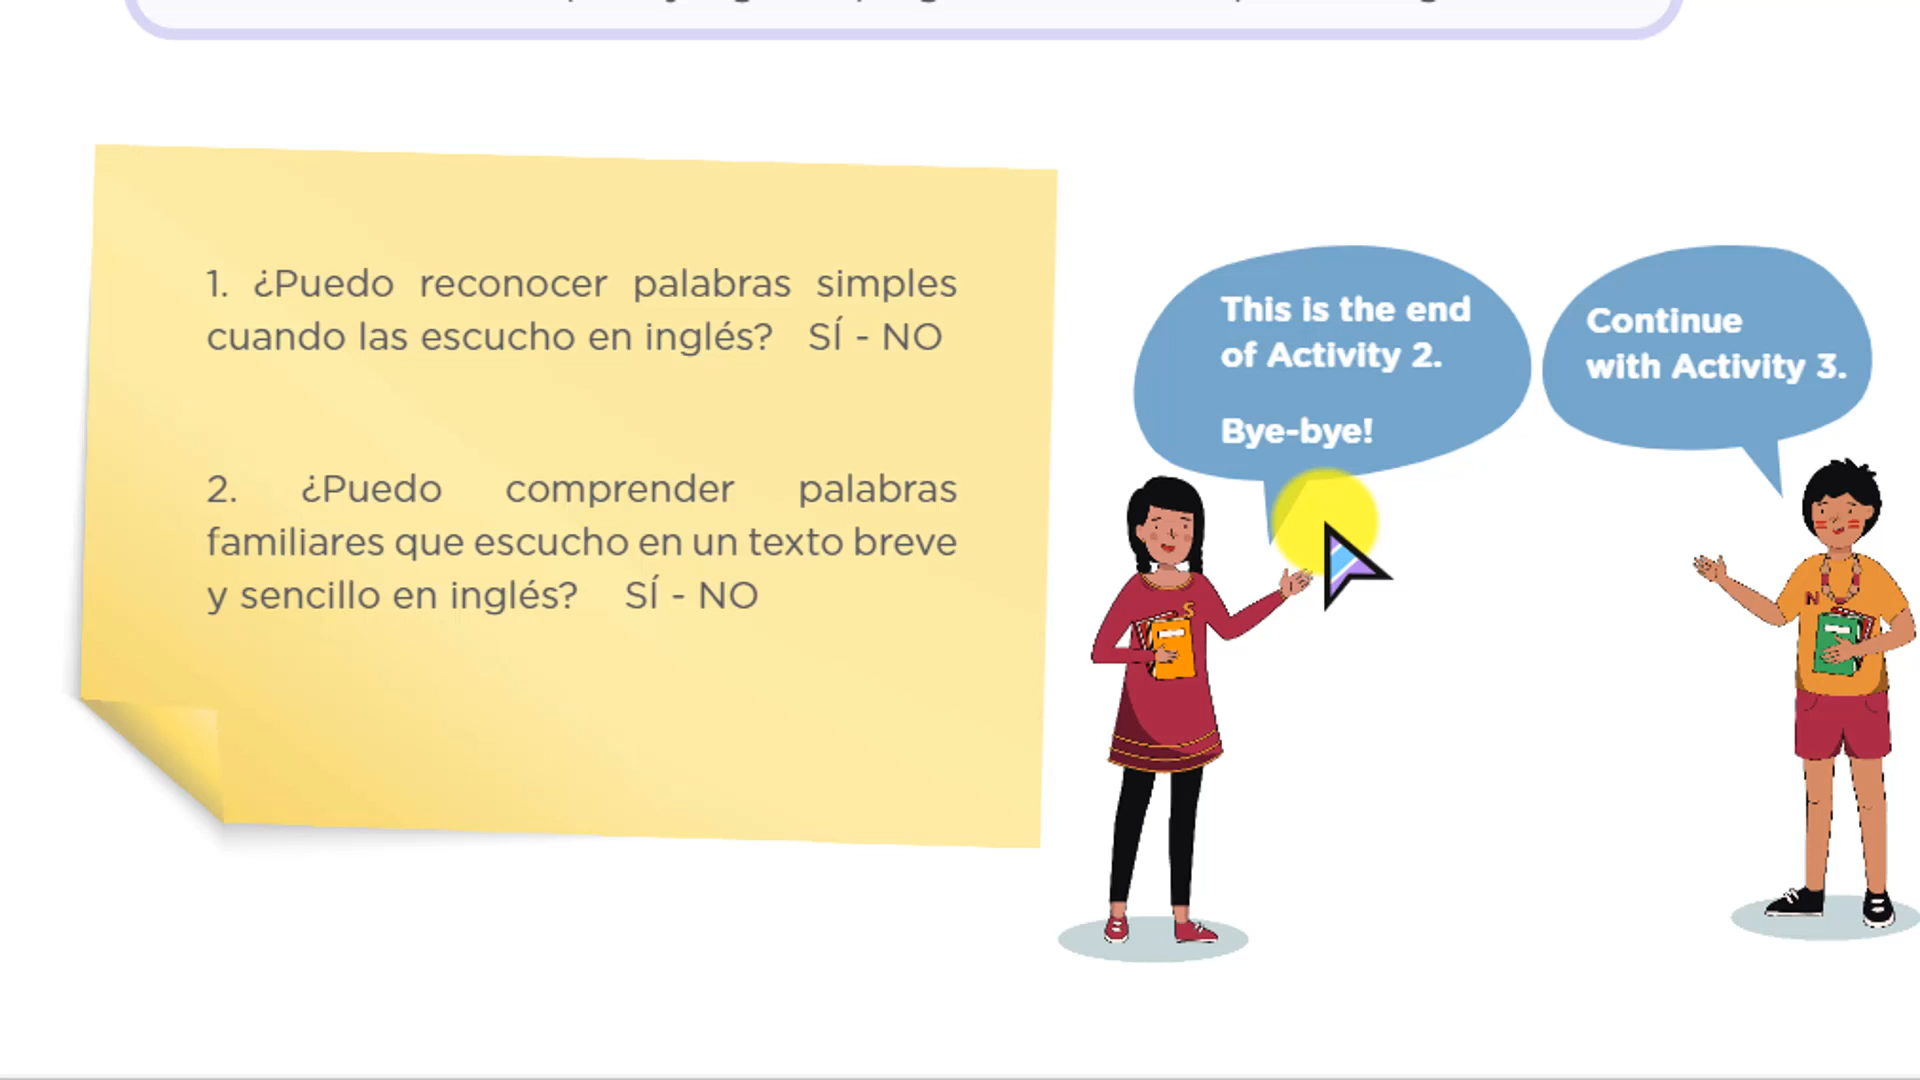 1. ¿Puedo reconocer palabras simples
cuando las escucho en inglés? SÍ - NO
2. ¿Puedo comprender palabras
familiares que escucho en un texto breve
y sencillo en inglés? SÍ - NO
This is the end
of Activity 2.
Bye-bye!
Continue
with Activity 3.
S
N